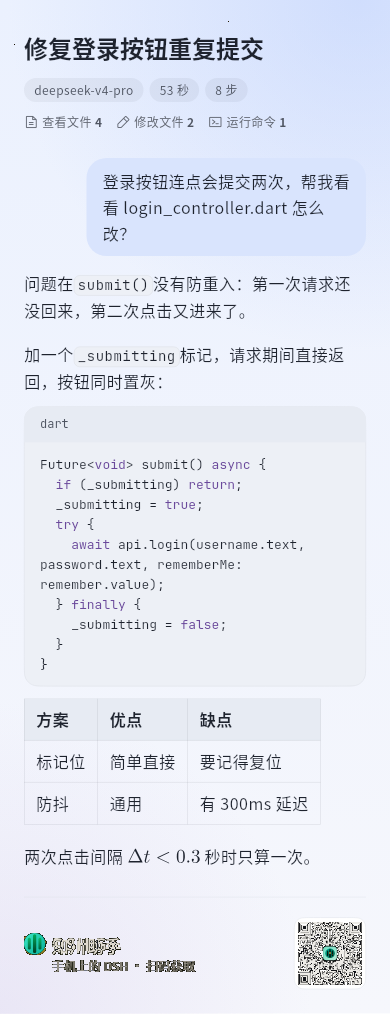 修复登录按钮重复提交
deepseek-v4-pro 53 秒 8 步
查看文件 4 修改文件 2 运行命令 1
登录按钮连点会提交两次，帮我看
看 login_controller.dart 怎么
改？
问题在 submit() 没有防重入：第一次请求还
没回来，第二次点击又进来了。
加一个 _submitting 标记，请求期间直接返
回，按钮同时置灰：
dart
Future<void> submit() async {
  if (_submitting) return;
  _submitting = true;
  try {
    await api.login(username.text,
password.text, rememberMe:
remember.value);
  } finally {
    _submitting = false;
  }
}
方案 优点 缺点
标记位 简单直接 要记得复位
防抖 通用 有 300ms 延迟
两次点击间隔 Δt < 0.3 秒时只算一次。
手机上的 DSH